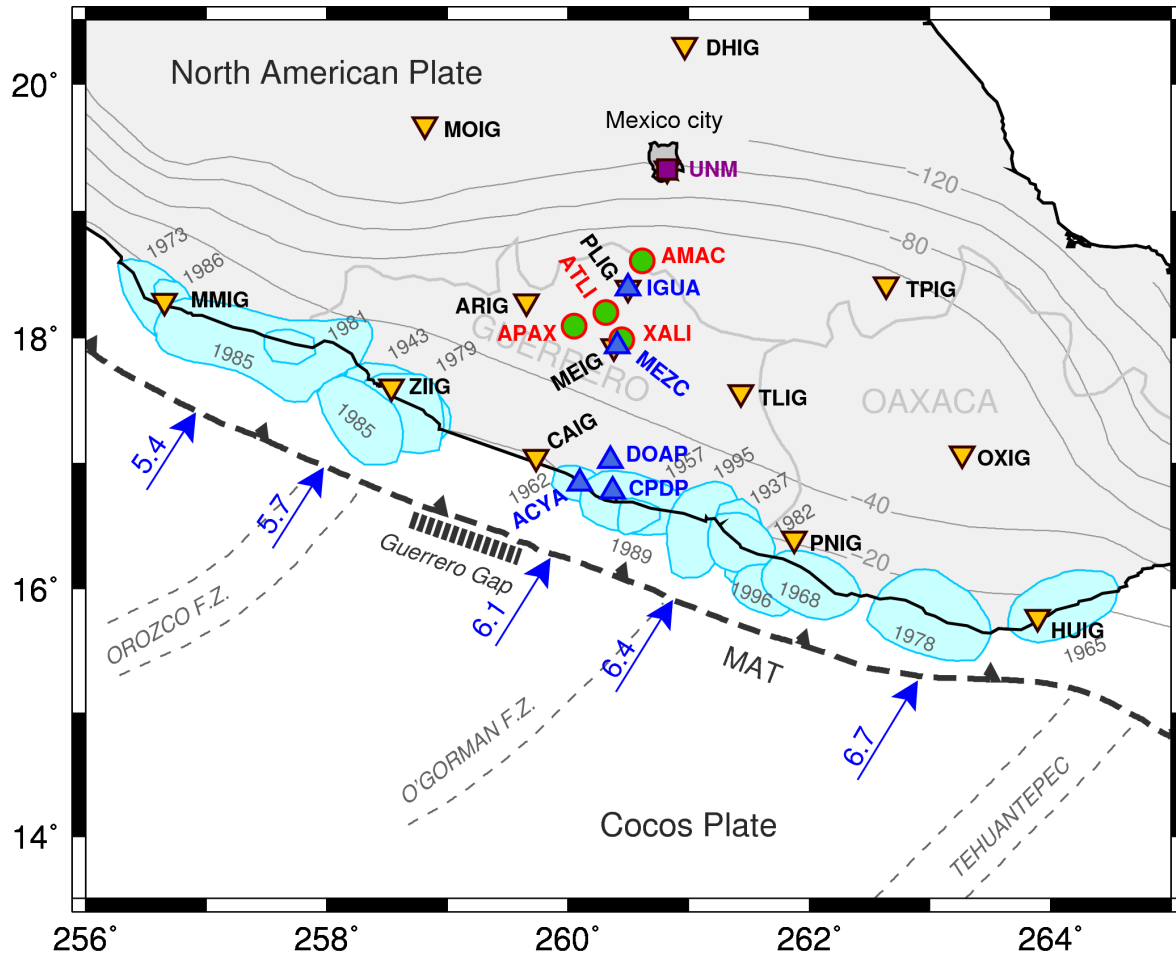 20°
18°
16°
14°
256°
258°
260°
262°
264°
North American Plate
DHIG
MOIG
Mexico city
UNM
-120
-80
-40
-20
1973
1986
MMIG
1981
1985
1943
1979
ZIIG
1985
ARIG
PLIG
ATLI
AMAC
IGUA
APAX
XALI
GUERRERO
MEIG
MEZC
TPIG
TLIG
OAXACA
OXIG
CAIG
DOAP
1957
1995
1937
1962
ACYA
CPDP
1982
PNIG
1989
1996
1968
1978
HUIG
1965
5.4
5.7
6.1
6.4
6.7
Guerrero Gap
OROZCO F.Z.
O'GORMAN F.Z.
MAT
Cocos Plate
TEHUANTEPEC